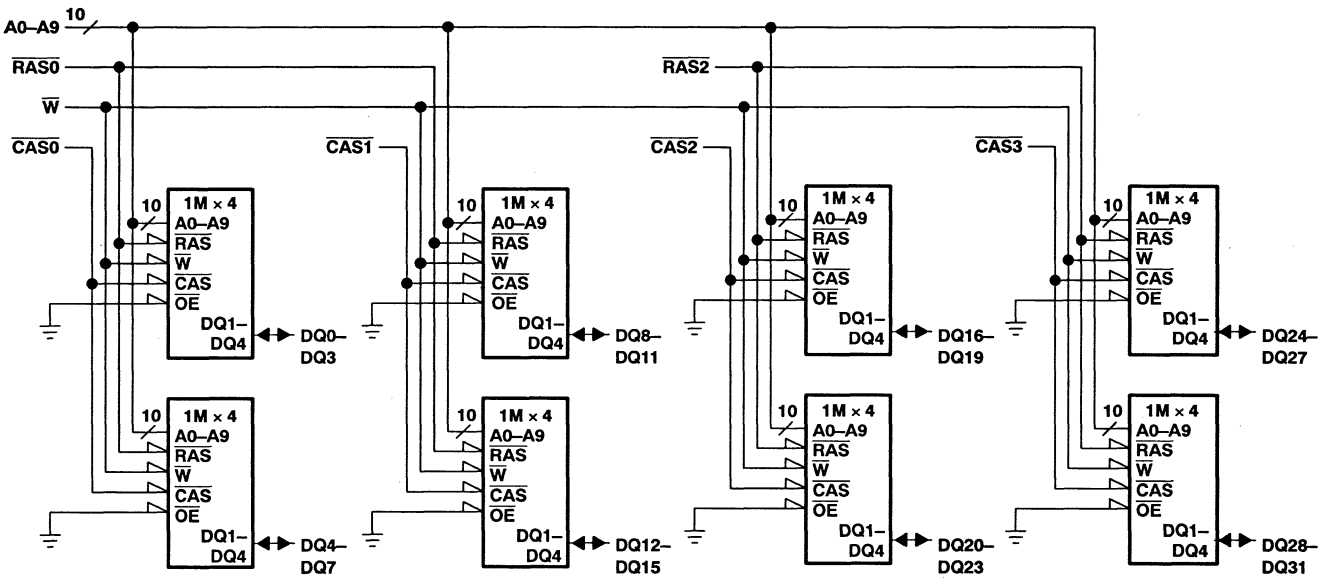 10
A0–A9
RAS0
RAS2
W
CAS0
CAS1
CAS2
CAS3
10
1M × 4
A0–A9
RAS
W
CAS
OE
DQ1–
DQ4
DQ0–
DQ3
10
1M × 4
A0–A9
RAS
W
CAS
OE
DQ1–
DQ4
DQ8–
DQ11
10
1M × 4
A0–A9
RAS
W
CAS
OE
DQ1–
DQ4
DQ16–
DQ19
10
1M × 4
A0–A9
RAS
W
CAS
OE
DQ1–
DQ4
DQ24–
DQ27
10
1M × 4
A0–A9
RAS
W
CAS
OE
DQ1–
DQ4
DQ4–
DQ7
10
1M × 4
A0–A9
RAS
W
CAS
OE
DQ1–
DQ4
DQ12–
DQ15
10
1M × 4
A0–A9
RAS
W
CAS
OE
DQ1–
DQ4
DQ20–
DQ23
10
1M × 4
A0–A9
RAS
W
CAS
OE
DQ1–
DQ4
DQ28–
DQ31